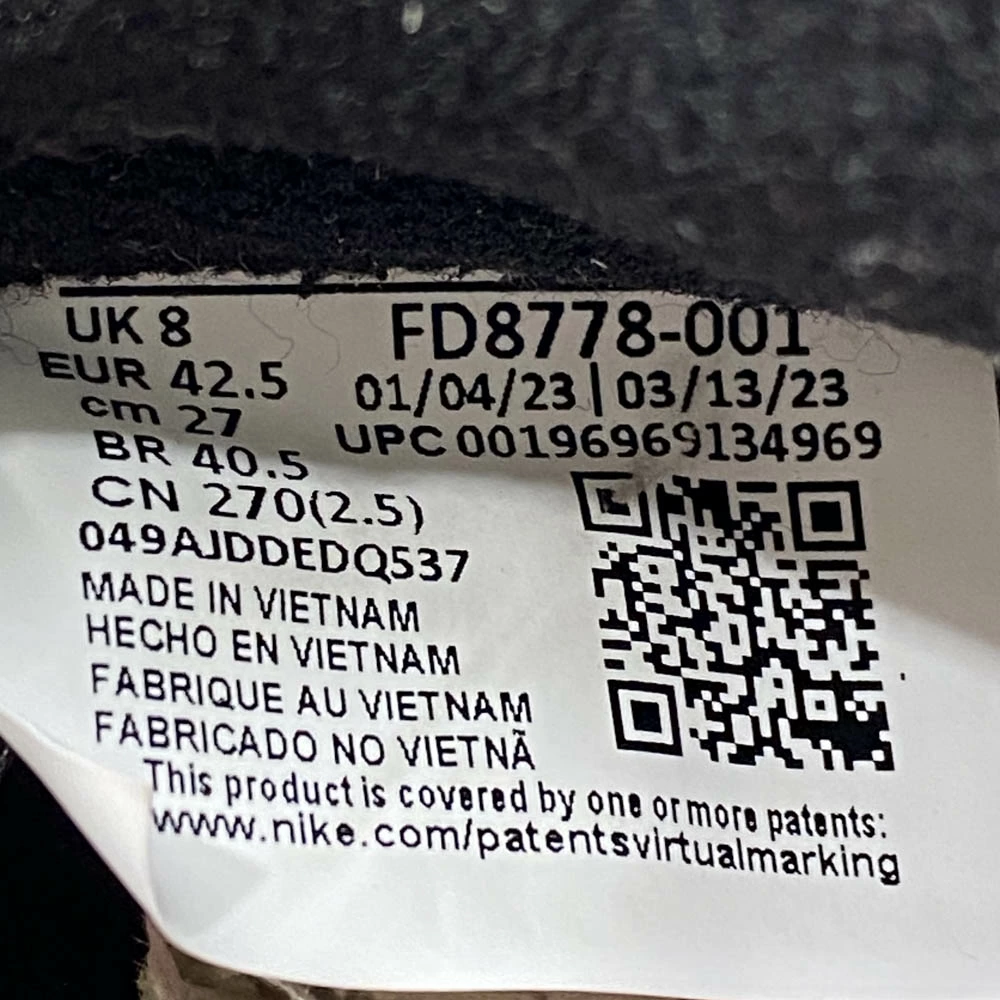 UK 8
EUR 42.5
cm 27
BR 40.5
CN 270(2.5)
049AJDDEDQ537
FD8778-001
01/04/23|03/13/23
UPC 00196969134969
MADE IN VIETNAM
HECHO EN VIETNAM
FABRIQUE AU VIETNAM
FABRICADO NO VIETNÃ
This product is covered by one or more patents:
www.nike.com/patentsvirtualmarking